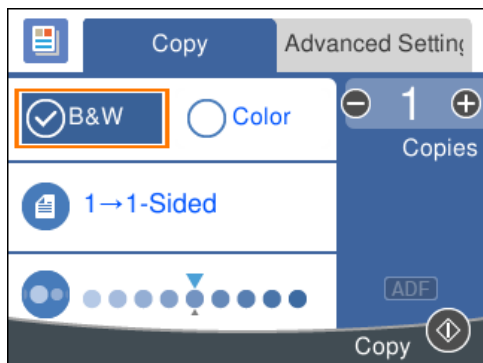 Copy
Advanced Setting
B&W
Color
1
Copies
1→1-Sided
ADF
Copy